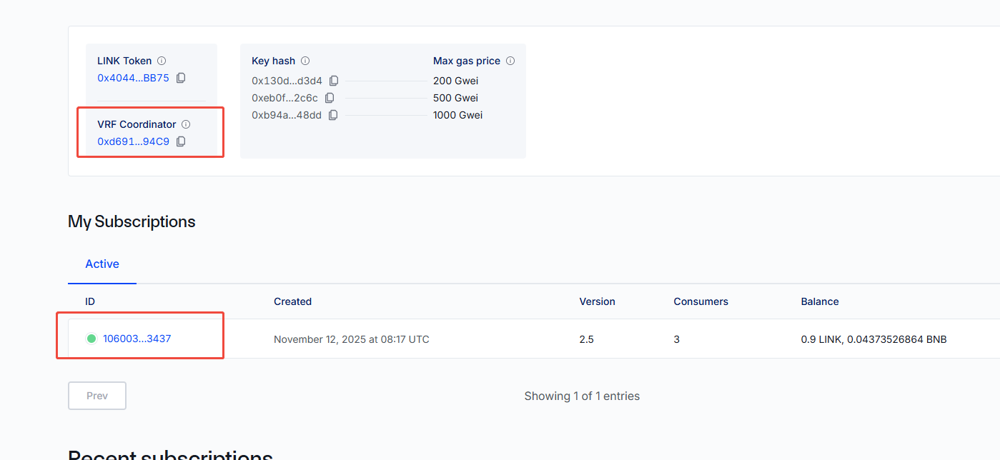 LINK Token
0x4044...BB75
VRF Coordinator
0xd691...94C9
Key hash Max gas price
0x130d...d3d4 200 Gwei
0xeb0f...2c6c 500 Gwei
0xb94a...48dd 1000 Gwei
My Subscriptions
Active
ID Created Version Consumers Balance
106003...3437 November 12, 2025 at 08:17 UTC 2.5 3 0.9 LINK, 0.04373526864 BNB
Prev Showing 1 of 1 entries
Recent subscriptions